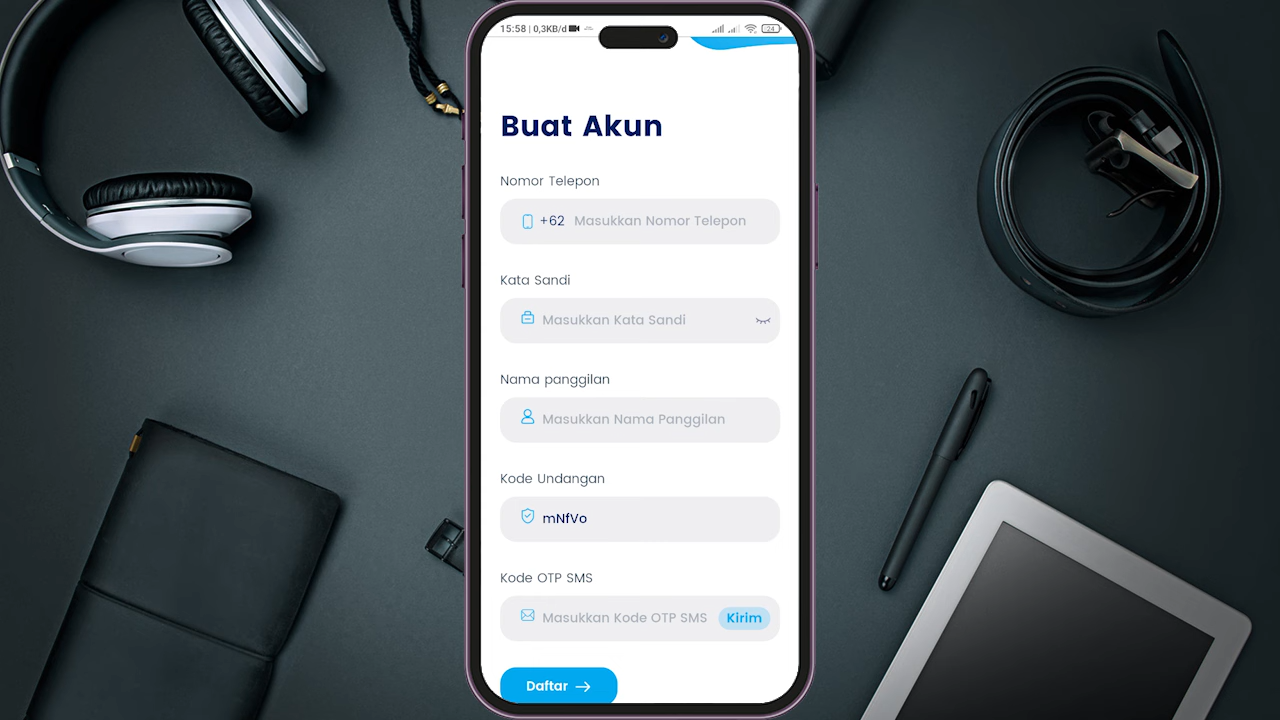 15:58 | 0,3KB/d
24
Buat Akun
Nomor Telepon
+62 Masukkan Nomor Telepon
Kata Sandi
Masukkan Kata Sandi
Nama panggilan
Masukkan Nama Panggilan
Kode Undangan
mNfVo
Kode OTP SMS
Masukkan Kode OTP SMS Kirim
Daftar →